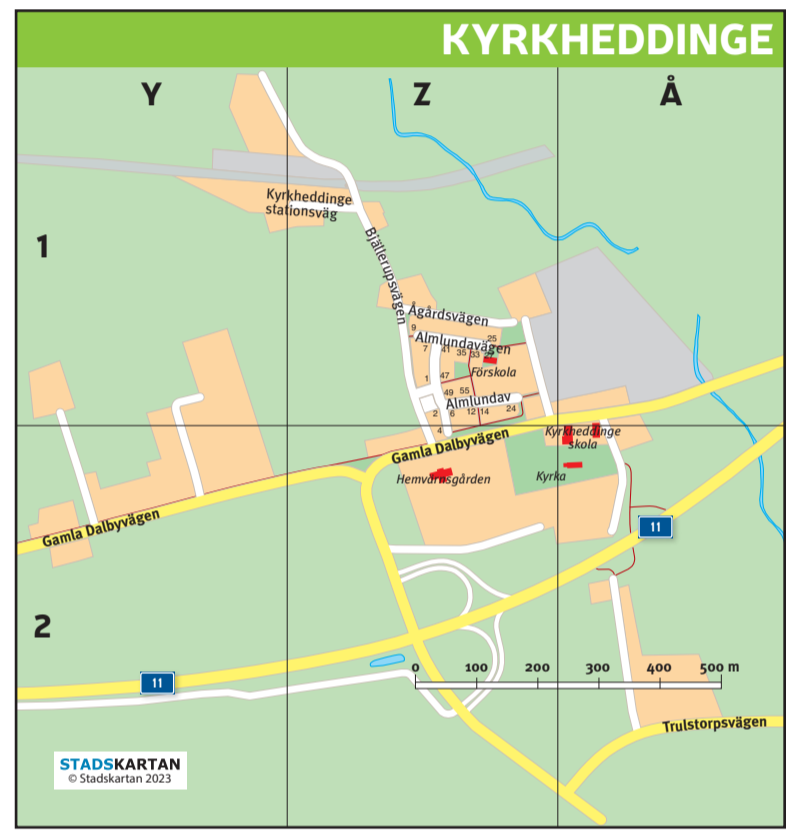 KYRKHEDDINGE
Y Z Å
1
Kyrkheddinge
stationsväg
Bjällerupsvägen
Ågårdsvägen
9
Almlundavägen
25
7 41 35 33
Förskola
1 47
49 55
Almlundav
2 6 12 14 24
4
Gamla Dalbyvägen
Kyrkheddinge
skola
Hemvärnsgården
Kyrka
Gamla Dalbyvägen
11
2
0 100 200 300 400 500 m
11
Trulstorpsvägen
STADSKARTAN
© Stadskartan 2023